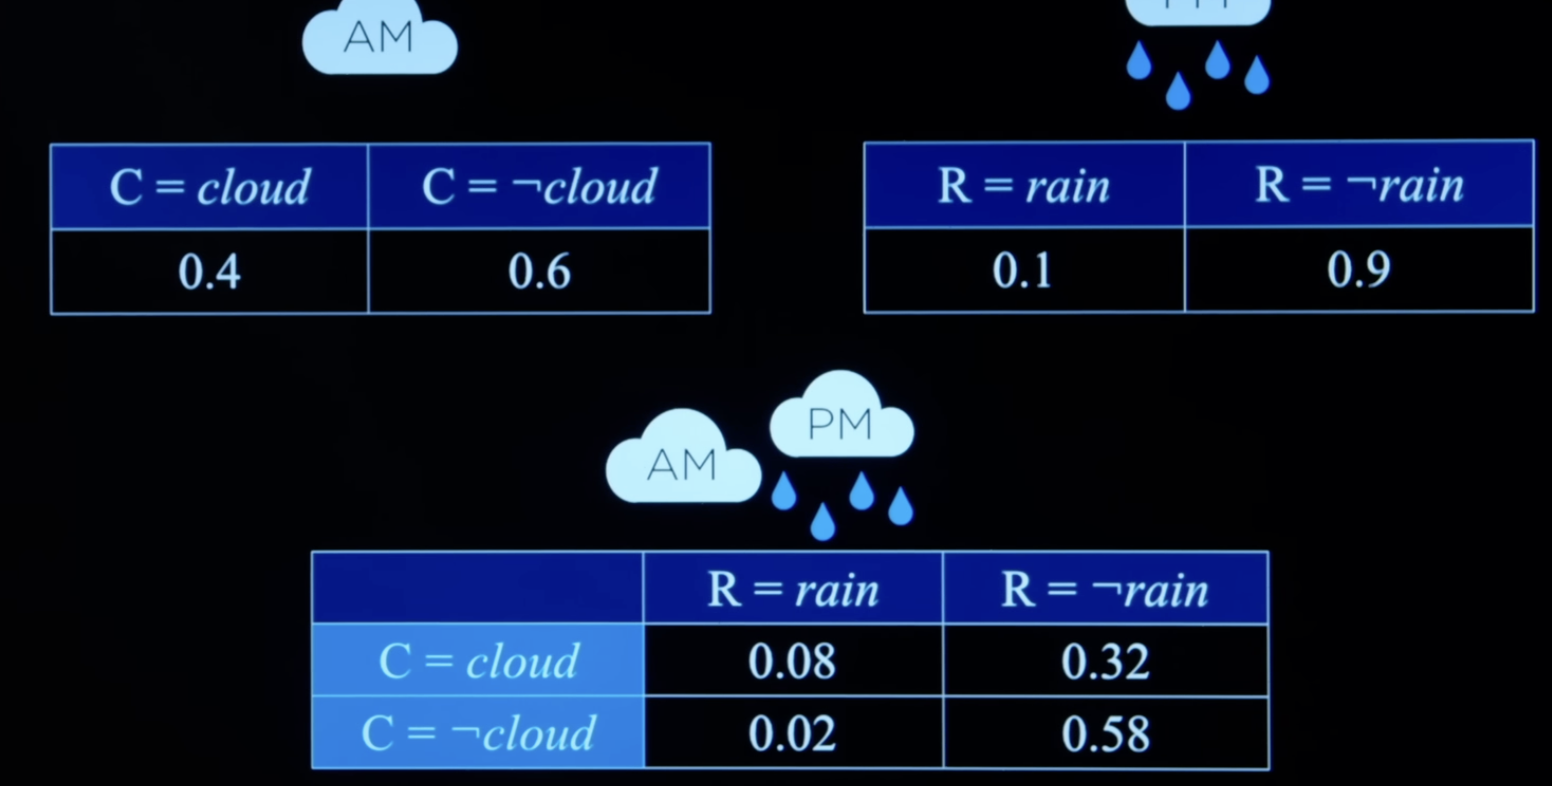 AM
C = cloud C = ¬cloud
0.4 0.6
R = rain R = ¬rain
0.1 0.9
AM PM
R = rain R = ¬rain
C = cloud 0.08 0.32
C = ¬cloud 0.02 0.58